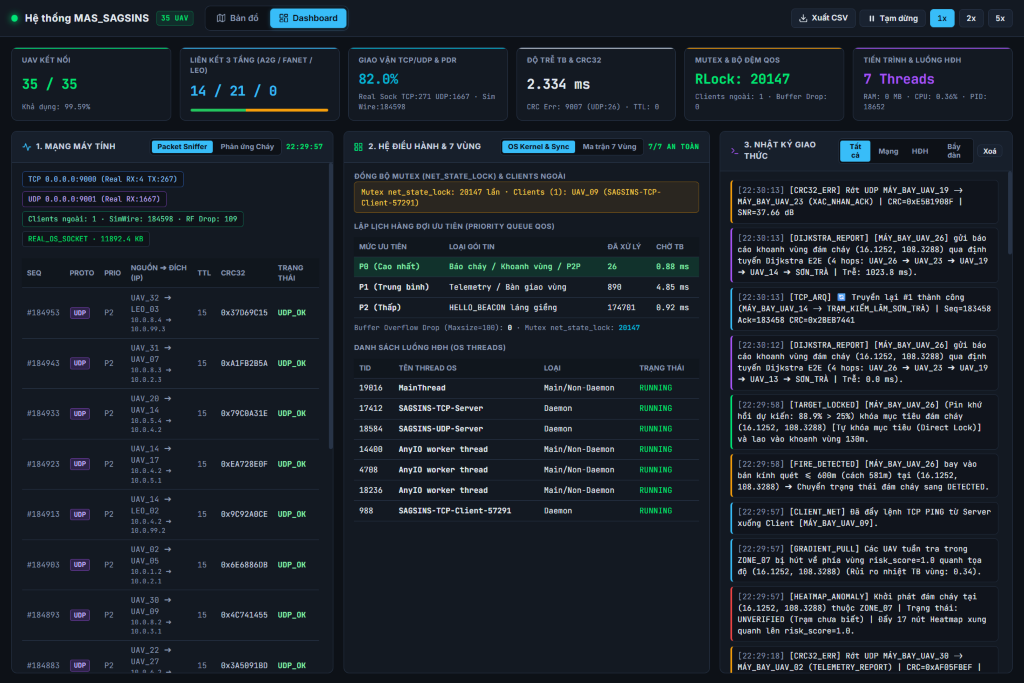 Hệ thống MAS_SAGSINS
35 UAV
Bản đồ
Dashboard
Xuất CSV
Tạm dừng
1x
2x
5x
UAV KẾT NỐI
35 / 35
Khả dụng: 99.59%
LIÊN KẾT 3 TẦNG (A2G / FANET /
LEO)
14 / 21 / 0
GIAO VẬN TCP/UDP & PDR
82.0%
Real Sock TCP:271 UDP:1667 · Sim
Wire:184598
ĐỘ TRỄ TB & CRC32
2.334 ms
CRC Err: 9007 (UDP:26) · TTL: 0
MUTEX & BỘ ĐỆM QOS
RLock: 20147
Clients ngoài: 1 · Buffer Drop:
0
TIẾN TRÌNH & LUỒNG HĐH
7 Threads
RAM: 0 MB · CPU: 0.36% · PID:
18652
1. MẠNG MÁY TÍNH
Packet Sniffer
Phản ứng Cháy
22:29:57
TCP 0.0.0.0:9000 (Real RX:4 TX:267)
UDP 0.0.0.0:9001 (Real RX:1667)
Clients ngoài: 1 · SimWire: 184598 · RF Drop: 109
REAL_OS_SOCKET · 11892.4 KB
SEQ
PROTO
PRIO
NGUỒN → ĐÍCH
(IP)
TTL
CRC32
TRẠNG
THÁI
#184953 UDP P2 UAV_32 → LEO_03 10.0.8.4 → 10.0.99.3 15 0x37D69C15 UDP_OK
#184943 UDP P2 UAV_31 → UAV_07 10.0.8.3 → 10.0.2.3 15 0xA1FB2B5A UDP_OK
#184933 UDP P2 UAV_20 → UAV_14 10.0.5.4 → 10.0.4.2 15 0x79C0A31E UDP_OK
#184923 UDP P2 UAV_14 → UAV_17 10.0.4.2 → 10.0.5.1 15 0xEA728E0F UDP_OK
#184913 UDP P2 UAV_14 → LEO_02 10.0.4.2 → 10.0.99.2 15 0x9C92A0CE UDP_OK
#184903 UDP P2 UAV_02 → UAV_05 10.0.1.2 → 10.0.2.1 15 0x6E6886DB UDP_OK
#184893 UDP P2 UAV_30 → UAV_09 10.0.8.2 → 10.0.3.1 15 0x4C741455 UDP_OK
#184883 UDP P2 UAV_22 → UAV_27 15 0x3A5091BD UDP_OK
2. HỆ ĐIỀU HÀNH & 7 VÙNG
OS Kernel & Sync
Ma trận 7 Vùng
7/7 AN TOÀN
ĐỒNG BỘ MUTEX (NET_STATE_LOCK) & CLIENTS NGOÀI
Mutex net_state_lock: 20147 lần · Clients (1): UAV_09 (SAGSINS-TCP-
Client-57291)
LẬP LỊCH HÀNG ĐỢI ƯU TIÊN (PRIORITY QUEUE QOS)
MỨC ƯU TIÊN
LOẠI GÓI TIN
ĐÃ XỬ LÝ
CHỜ TB
P0 (Cao nhất) Báo cháy / Khoanh vùng / P2P 26 0.88 ms
P1 (Trung bình) Telemetry / Bàn giao vùng 890 4.85 ms
P2 (Thấp) HELLO_BEACON láng giềng 174781 0.92 ms
Buffer Overflow Drop (Maxsize=100): 0 · Mutex net_state_lock: 20147
DANH SÁCH LUỒNG HĐH (OS THREADS)
TID
TÊN THREAD OS
LOẠI
TRẠNG THÁI
19016 MainThread Main/Non-Daemon RUNNING
17412 SAGSINS-TCP-Server Daemon RUNNING
18584 SAGSINS-UDP-Server Daemon RUNNING
14400 AnyIO worker thread Main/Non-Daemon RUNNING
4708 AnyIO worker thread Main/Non-Daemon RUNNING
18236 AnyIO worker thread Main/Non-Daemon RUNNING
988 SAGSINS-TCP-Client-57291 Daemon RUNNING
3. NHẬT KÝ GIAO
THỨC
Tất
cả
Mạng
HĐH
Bầy
đàn
Xoá
[22:30:13] [CRC32_ERR] Rớt UDP MÁY_BAY_UAV_19 →
MÁY_BAY_UAV_23 (XAC_NHAN_ACK) | CRC=0xE5B1908F |
SNR=37.66 dB
[22:30:13] [DIJKSTRA_REPORT] [MÁY_BAY_UAV_26] gửi báo
cáo khoanh vùng đám cháy (16.1252, 108.3288) qua định
tuyến Dijkstra E2E (4 hops: UAV_26 → UAV_23 → UAV_19
→ UAV_14 → SƠN_TRÀ | Trễ: 1023.8 ms).
[22:30:13] [TCP_ARQ] Truyền lại #1 thành công
(MÁY_BAY_UAV_14 → TRẠM_KIỂM_LÂM_SƠN_TRÀ) | Seq=183458
Ack=183458 CRC=0x2BEB7441
[22:30:12] [DIJKSTRA_REPORT] [MÁY_BAY_UAV_26] gửi báo
cáo khoanh vùng đám cháy (16.1252, 108.3288) qua định
tuyến Dijkstra E2E (4 hops: UAV_26 → UAV_23 → UAV_19
→ UAV_13 → SƠN_TRÀ | Trễ: 0.0 ms).
[22:29:58] [TARGET_LOCKED] [MÁY_BAY_UAV_26] (Pin khứ
hồi dự kiến: 88.9% > 25%) khóa mục tiêu đám cháy
(16.1252, 108.3288) [Tự khóa mục tiêu (Direct Lock)]
và lao vào khoanh vùng 130m.
[22:29:58] [FIRE_DETECTED] [MÁY_BAY_UAV_26] bay vào
bán kính quét ≤ 600m (cách 581m) tại (16.1252,
108.3288) → Chuyển trạng thái đám cháy sang DETECTED.
[22:29:58] [CLIENT_NET] Đã đẩy lệnh TCP PING từ Server
xuống Client [MÁY_BAY_UAV_09].
[22:29:57] [GRADIENT_PULL] Các UAV tuần tra trong
ZONE_07 bị hút về phía vùng risk_score=1.0 quanh tọa
độ (16.1252, 108.3288) (Rủi ro nhiệt TB vùng: 0.34).
[22:29:57] [HEATMAP_ANOMALY] Khởi phát đám cháy tại
(16.1252, 108.3288) thuộc ZONE_07 | Trạng thái:
UNVERIFIED (Trạm chưa biết) | Đẩy 17 nút Heatmap xung
quanh lên risk_score=1.0.
[22:29:18] [CRC32_ERR] Rớt UDP MÁY_BAY_UAV_30 →
MÁY_BAY_UAV_02 (TELEMETRY_REPORT) | CRC=0xAF05FBEF |